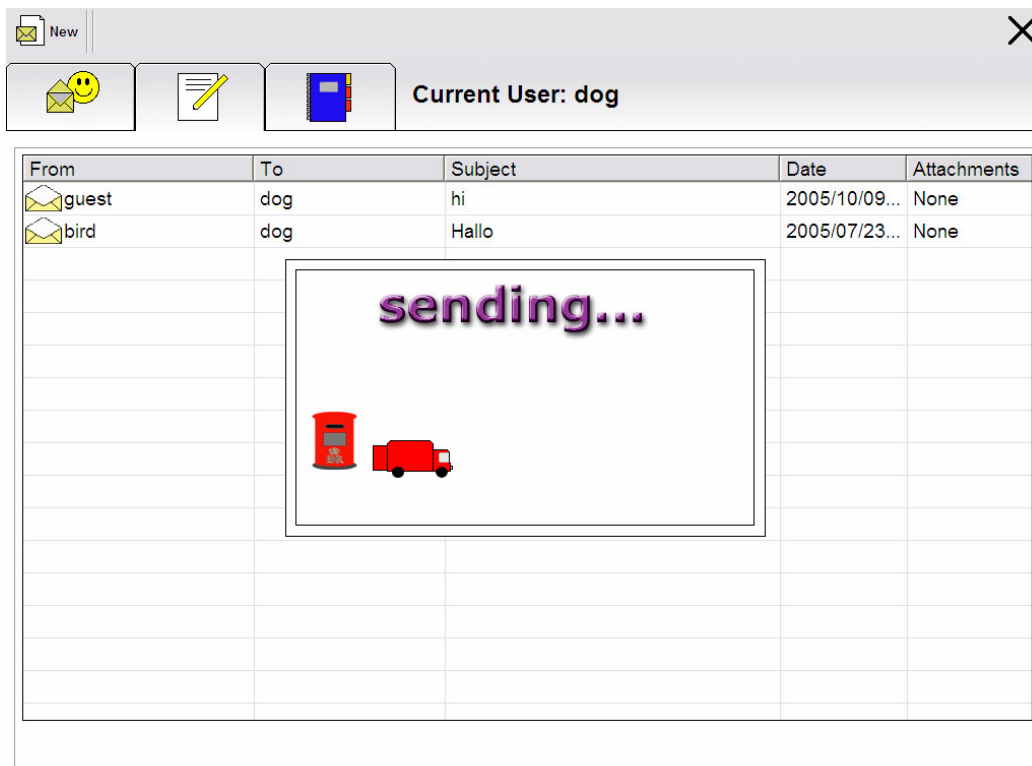 New
Current User: dog
From To Subject Date Attachments
guest dog hi 2005/10/09... None
bird dog Hallo 2005/07/23... None
sending...